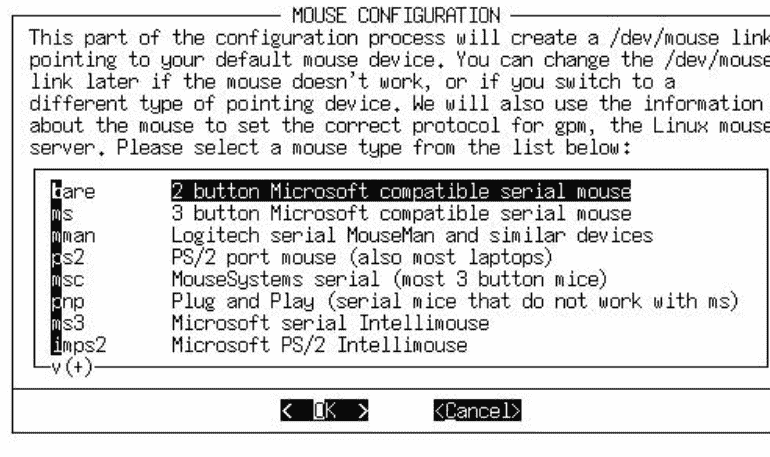 MOUSE CONFIGURATION
This part of the configuration process will create a /dev/mouse link
pointing to your default mouse device. You can change the /dev/mouse
link later if the mouse doesn't work, or if you switch to a
different type of pointing device. We will also use the information
about the mouse to set the correct protocol for gpm, the Linux mouse
server. Please select a mouse type from the list below:
bare 2 button Microsoft compatible serial mouse
ms 3 button Microsoft compatible serial mouse
mman Logitech serial MouseMan and similar devices
ps2 PS/2 port mouse (also most laptops)
msc MouseSystems serial (most 3 button mice)
pnp Plug and Play (serial mice that do not work with ms)
ms3 Microsoft serial Intellimouse
imps2 Microsoft PS/2 Intellimouse
v(+)
< OK > <Cancel>